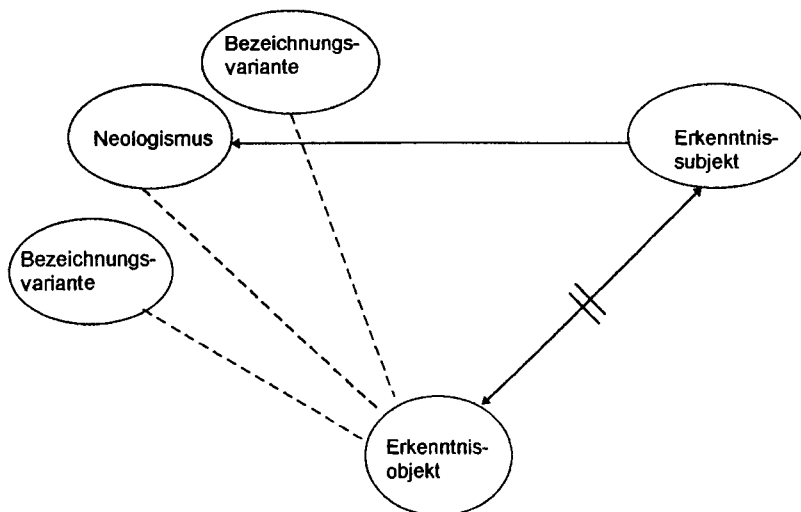 Bezeichnungs-
variante
Neologismus
Erkenntnis-
subjekt
Bezeichnungs-
variante
Erkenntnis-
objekt